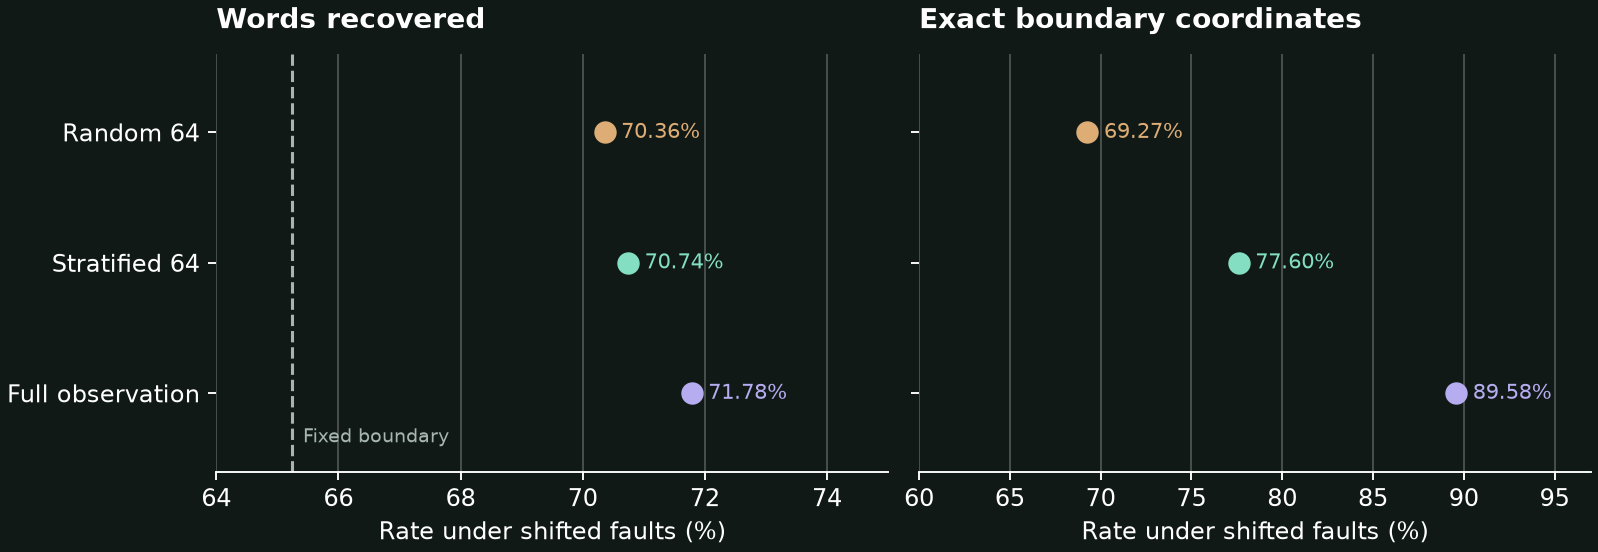 Words recovered
Exact boundary coordinates
Random 64
70.36%
69.27%
Stratified 64
70.74%
77.60%
Full observation
71.78%
89.58%
Fixed boundary
64 66 68 70 72 74
60 65 70 75 80 85 90 95
Rate under shifted faults (%)
Rate under shifted faults (%)